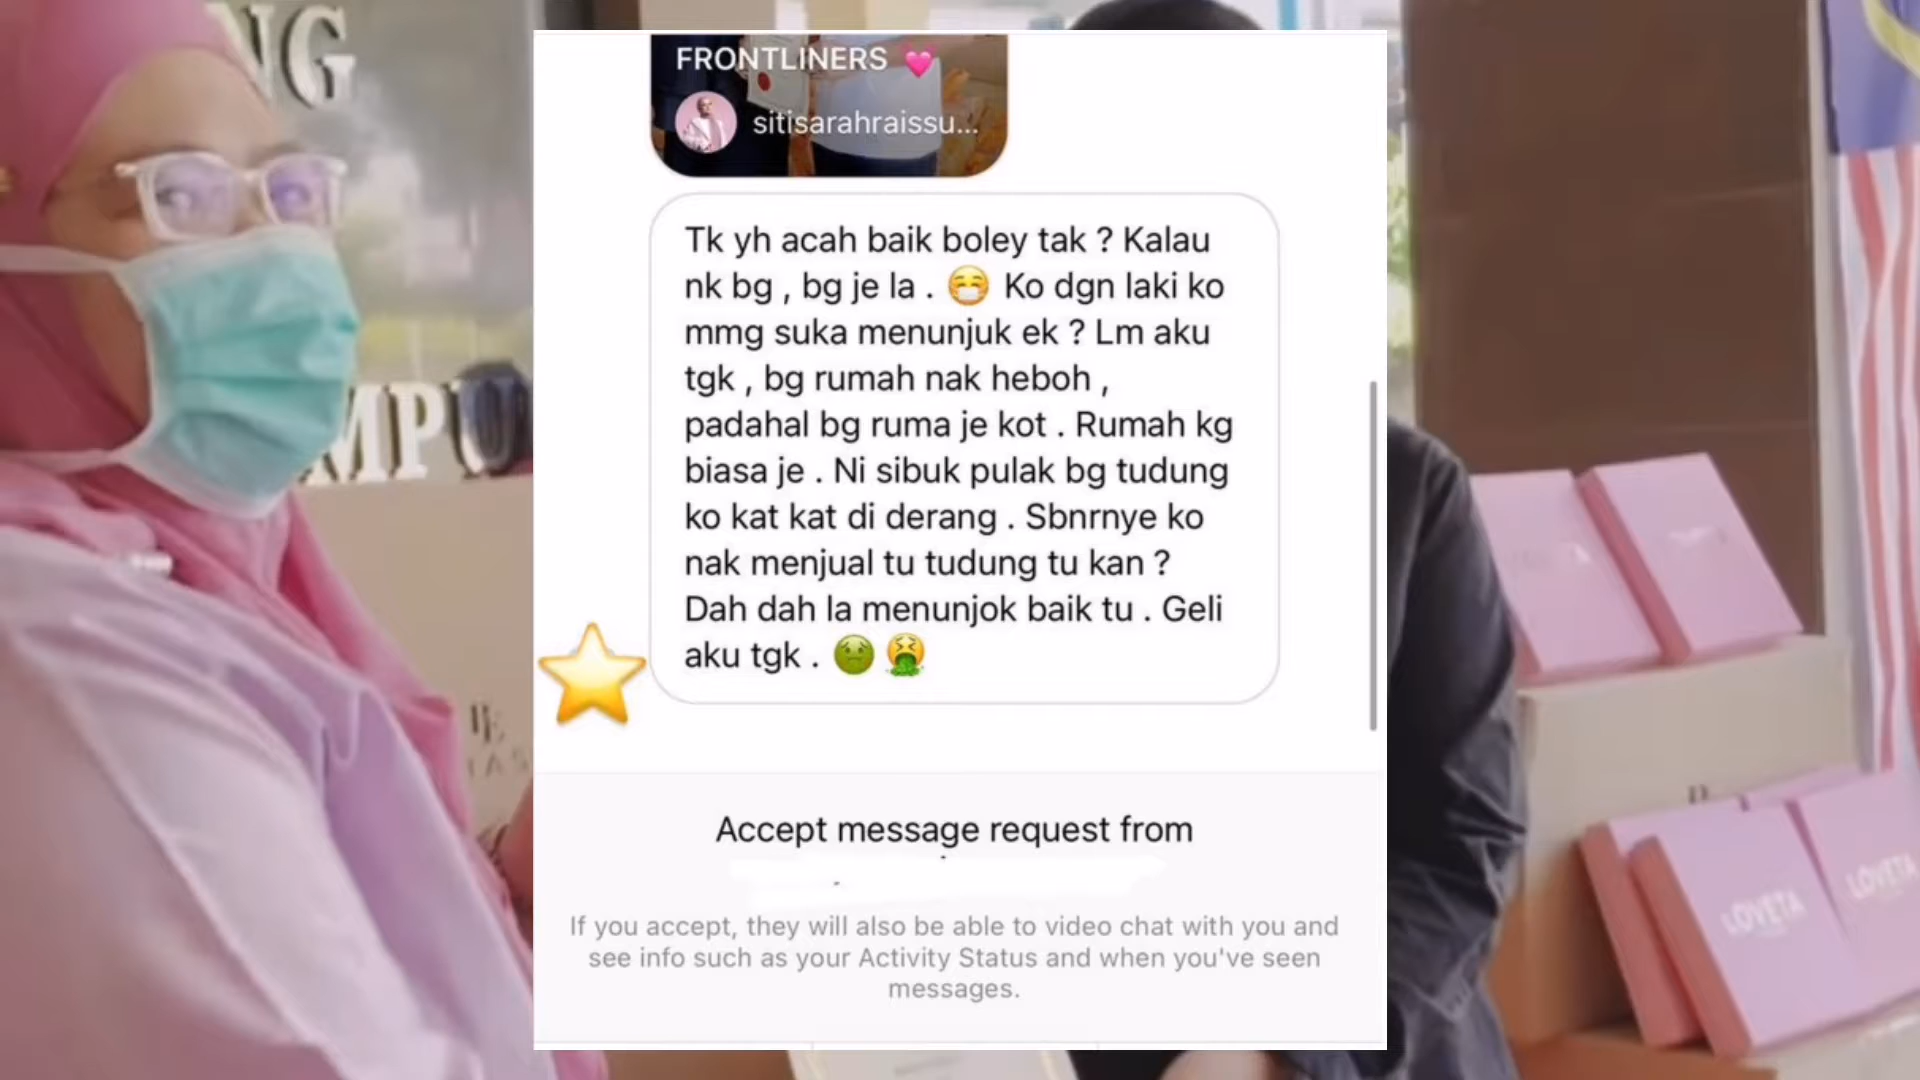 NG
MPU
FRONTLINERS 💓
sitisarahraissu...
Tk yh acah baik boley tak ? Kalau
nk bg , bg je la . 😷 Ko dgn laki ko
mmg suka menunjuk ek ? Lm aku
tgk , bg rumah nak heboh ,
padahal bg ruma je kot . Rumah kg
biasa je . Ni sibuk pulak bg tudung
ko kat kat di derang . Sbnrnye ko
nak menjual tu tudung tu kan ?
Dah dah la menunjok baik tu . Geli
aku tgk . 🤢 🤮
Accept message request from
If you accept, they will also be able to video chat with you and
see info such as your Activity Status and when you've seen
messages.
LOVETA
LOVETA